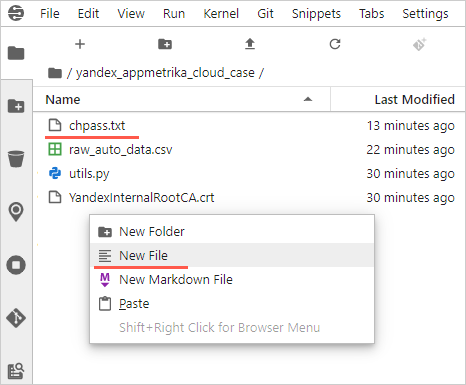 File Edit View Run Kernel Git Snippets Tabs Settings
/ yandex_appmetrika_cloud_case /
Name Last Modified
chpass.txt 13 minutes ago
raw_auto_data.csv 22 minutes ago
utils.py 30 minutes ago
YandexInternalRootCA.crt 30 minutes ago
New Folder
New File
New Markdown File
Paste
Shift+Right Click for Browser Menu